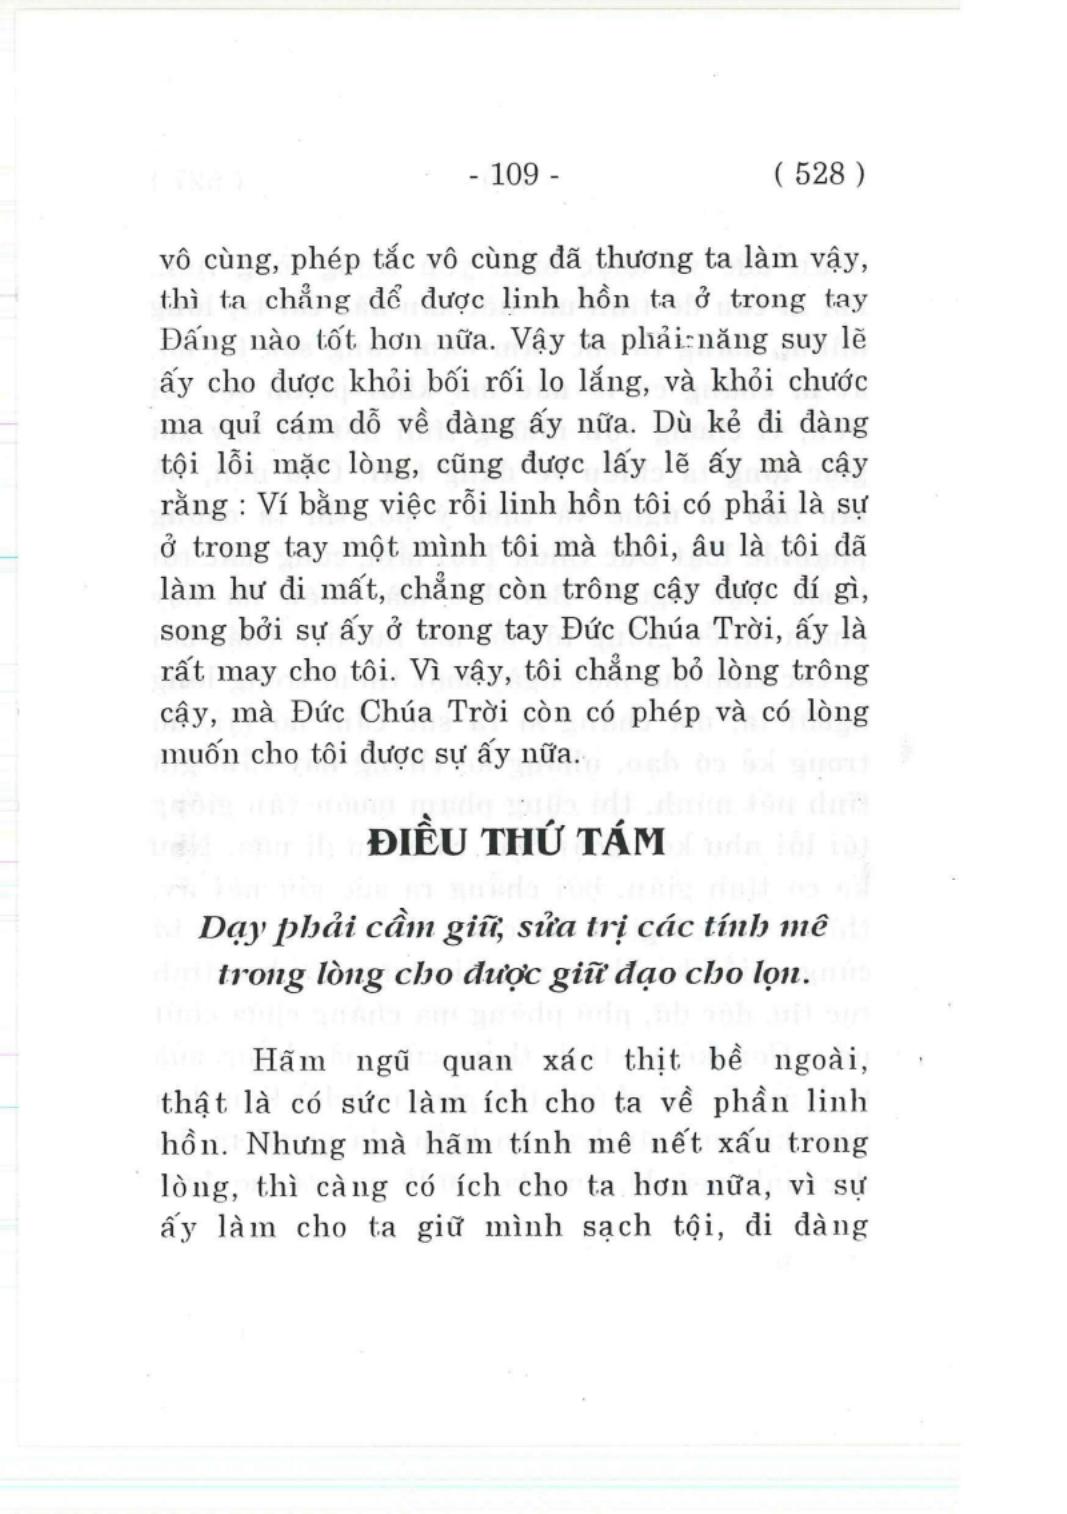 - 109 - ( 528 )
vô cùng, phép tắc vô cùng đã thương ta làm vậy,
thì ta chẳng để được linh hồn ta ở trong tay
Đấng nào tốt hơn nữa. Vậy ta phải năng suy lẽ
ấy cho được khỏi bối rối lo lắng, và khỏi chước
ma quỉ cám dỗ về đàng ấy nữa. Dù kẻ đi đàng
tội lỗi mặc lòng, cũng được lấy lẽ ấy mà cậy
rằng : Ví bằng việc rỗi linh hồn tôi có phải là sự
ở trong tay một mình tôi mà thôi, âu là tôi đã
làm hư đi mất, chẳng còn trông cậy được đí gì,
song bởi sự ấy ở trong tay Đức Chúa Trời, ấy là
rất may cho tôi. Vì vậy, tôi chẳng bỏ lòng trông
cậy, mà Đức Chúa Trời còn có phép và có lòng
muốn cho tôi được sự ấy nữa.
ĐIỀU THỨ TÁM
Dạy phải cầm giữ, sửa trị các tính mê
trong lòng cho được giữ đạo cho lọn.
Hãm ngũ quan xác thịt bề ngoài,
thật là có sức làm ích cho ta về phần linh
hồn. Nhưng mà hãm tính mê nết xấu trong
lòng, thì càng có ích cho ta hơn nữa, vì sự
ấy làm cho ta giữ mình sạch tội, đi đàng